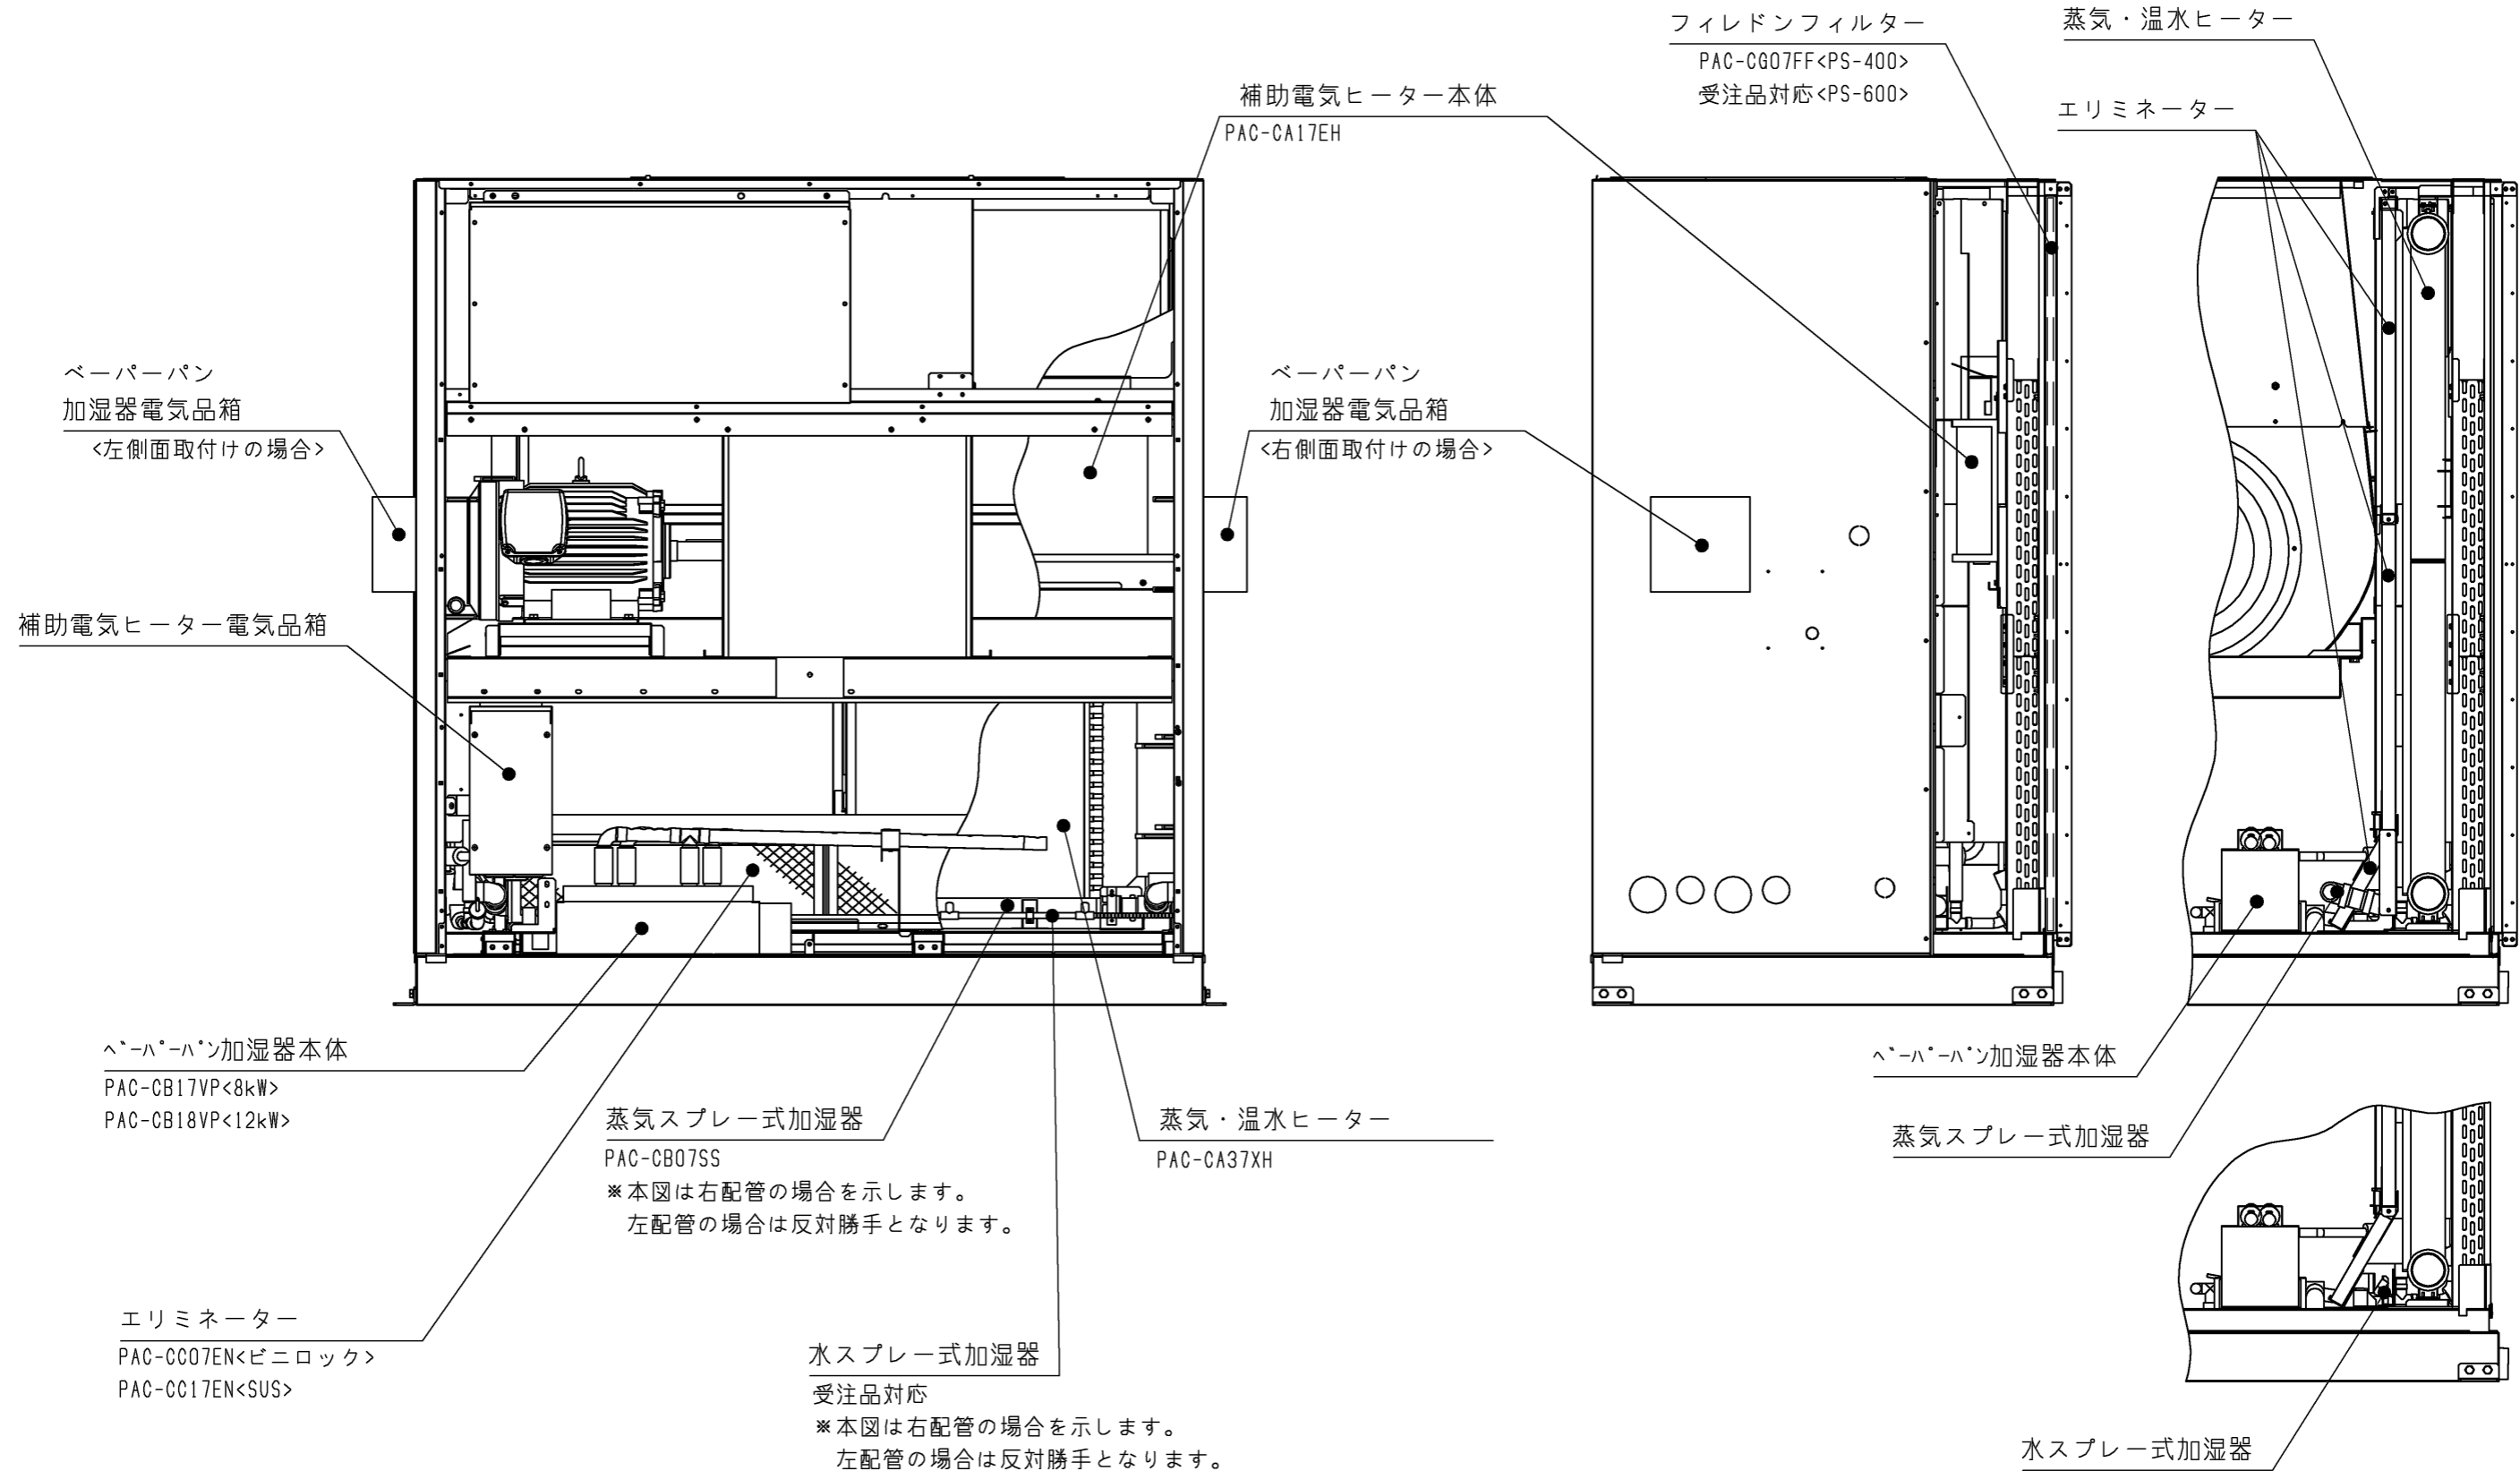 フィレドンフィルター
PAC-CG07FF<PS-400>
受注品対応<PS-600>
蒸気・温水ヒーター
エリミネーター
補助電気ヒーター本体
PAC-CA17EH
ベーパーパン
加湿器電気品箱
<左側面取付けの場合>
ベーパーパン
加湿器電気品箱
<右側面取付けの場合>
補助電気ヒーター電気品箱
ベーパーパン加湿器本体
PAC-CB17VP<8kW>
PAC-CB18VP<12kW>
蒸気スプレー式加湿器
PAC-CB07SS
※本図は右配管の場合を示します。
左配管の場合は反対勝手となります。
蒸気・温水ヒーター
PAC-CA37XH
ベーパーパン加湿器本体
蒸気スプレー式加湿器
エリミネーター
PAC-CC07EN<ビニロック>
PAC-CC17EN<SUS>
水スプレー式加湿器
受注品対応
※本図は右配管の場合を示します。
左配管の場合は反対勝手となります。
水スプレー式加湿器